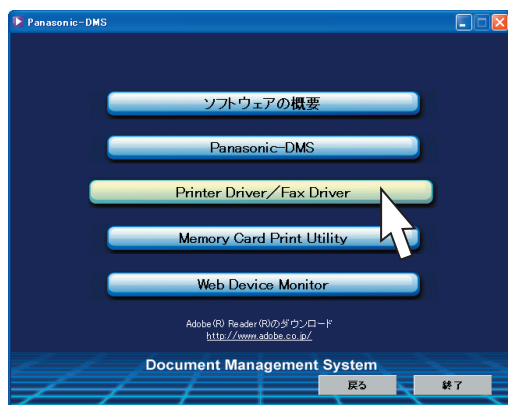 Panasonic-DMS
ソフトウェアの概要
Panasonic-DMS
Printer Driver／Fax Driver
Memory Card Print Utility
Web Device Monitor
Adobe(R) Reader(R)のダウンロード
http://www.adobe.co.jp/
Document Management System
戻る 終了